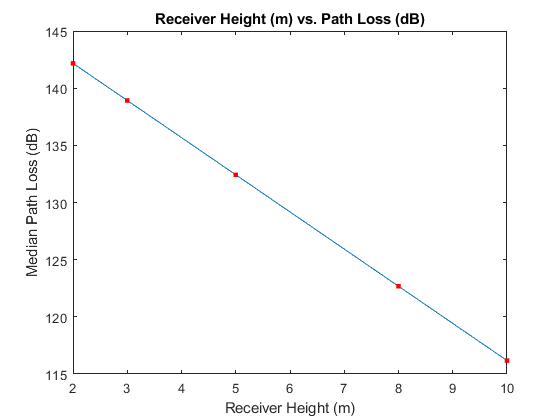 Receiver Height (m) vs. Path Loss (dB)
145
140
135
130
125
120
115
Median Path Loss (dB)
2 3 4 5 6 7 8 9 10
Receiver Height (m)